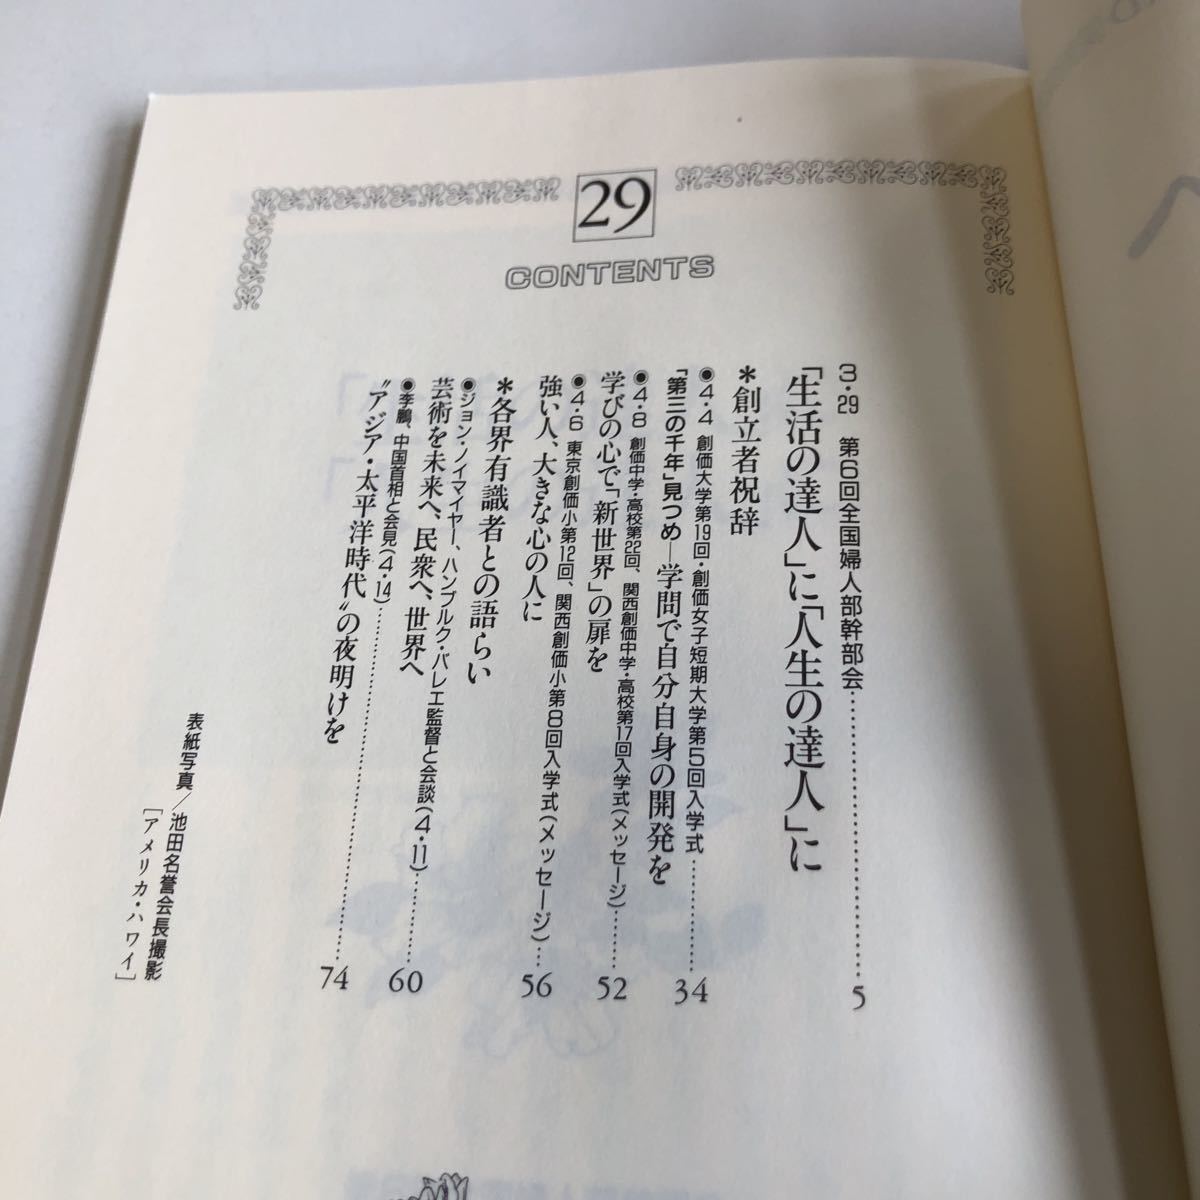 29
CONTENTS
3・29 第6回全国婦人部幹部会…………5
「生活の達人」に「人生の達人」に
＊創立者祝辞
◉4・4 創価大学第19回・創価女子短期大学第5回入学式…………34
「第三の千年」見つめ―学問で自分自身の開発を
◉4・8 創価中学・高校第22回、関西創価中学・高校第17回入学式(メッセージ)………52
学びの心で「新世界」の扉を
◉4・6 東京創価小第12回、関西創価小第8回入学式(メッセージ)…56
強い人、大きな心の人に
＊各界有識者との語らい
◉ジョン・ノイマイヤー、ハンブルク・バレエ監督と会談(4・11)…………60
芸術を未来へ、民衆へ、世界へ
◉李鵬、中国首相と会見(4・14)…………74
〝アジア・太平洋時代〟の夜明けを
表紙写真／池田名誉会長撮影
［アメリカ・ハワイ］